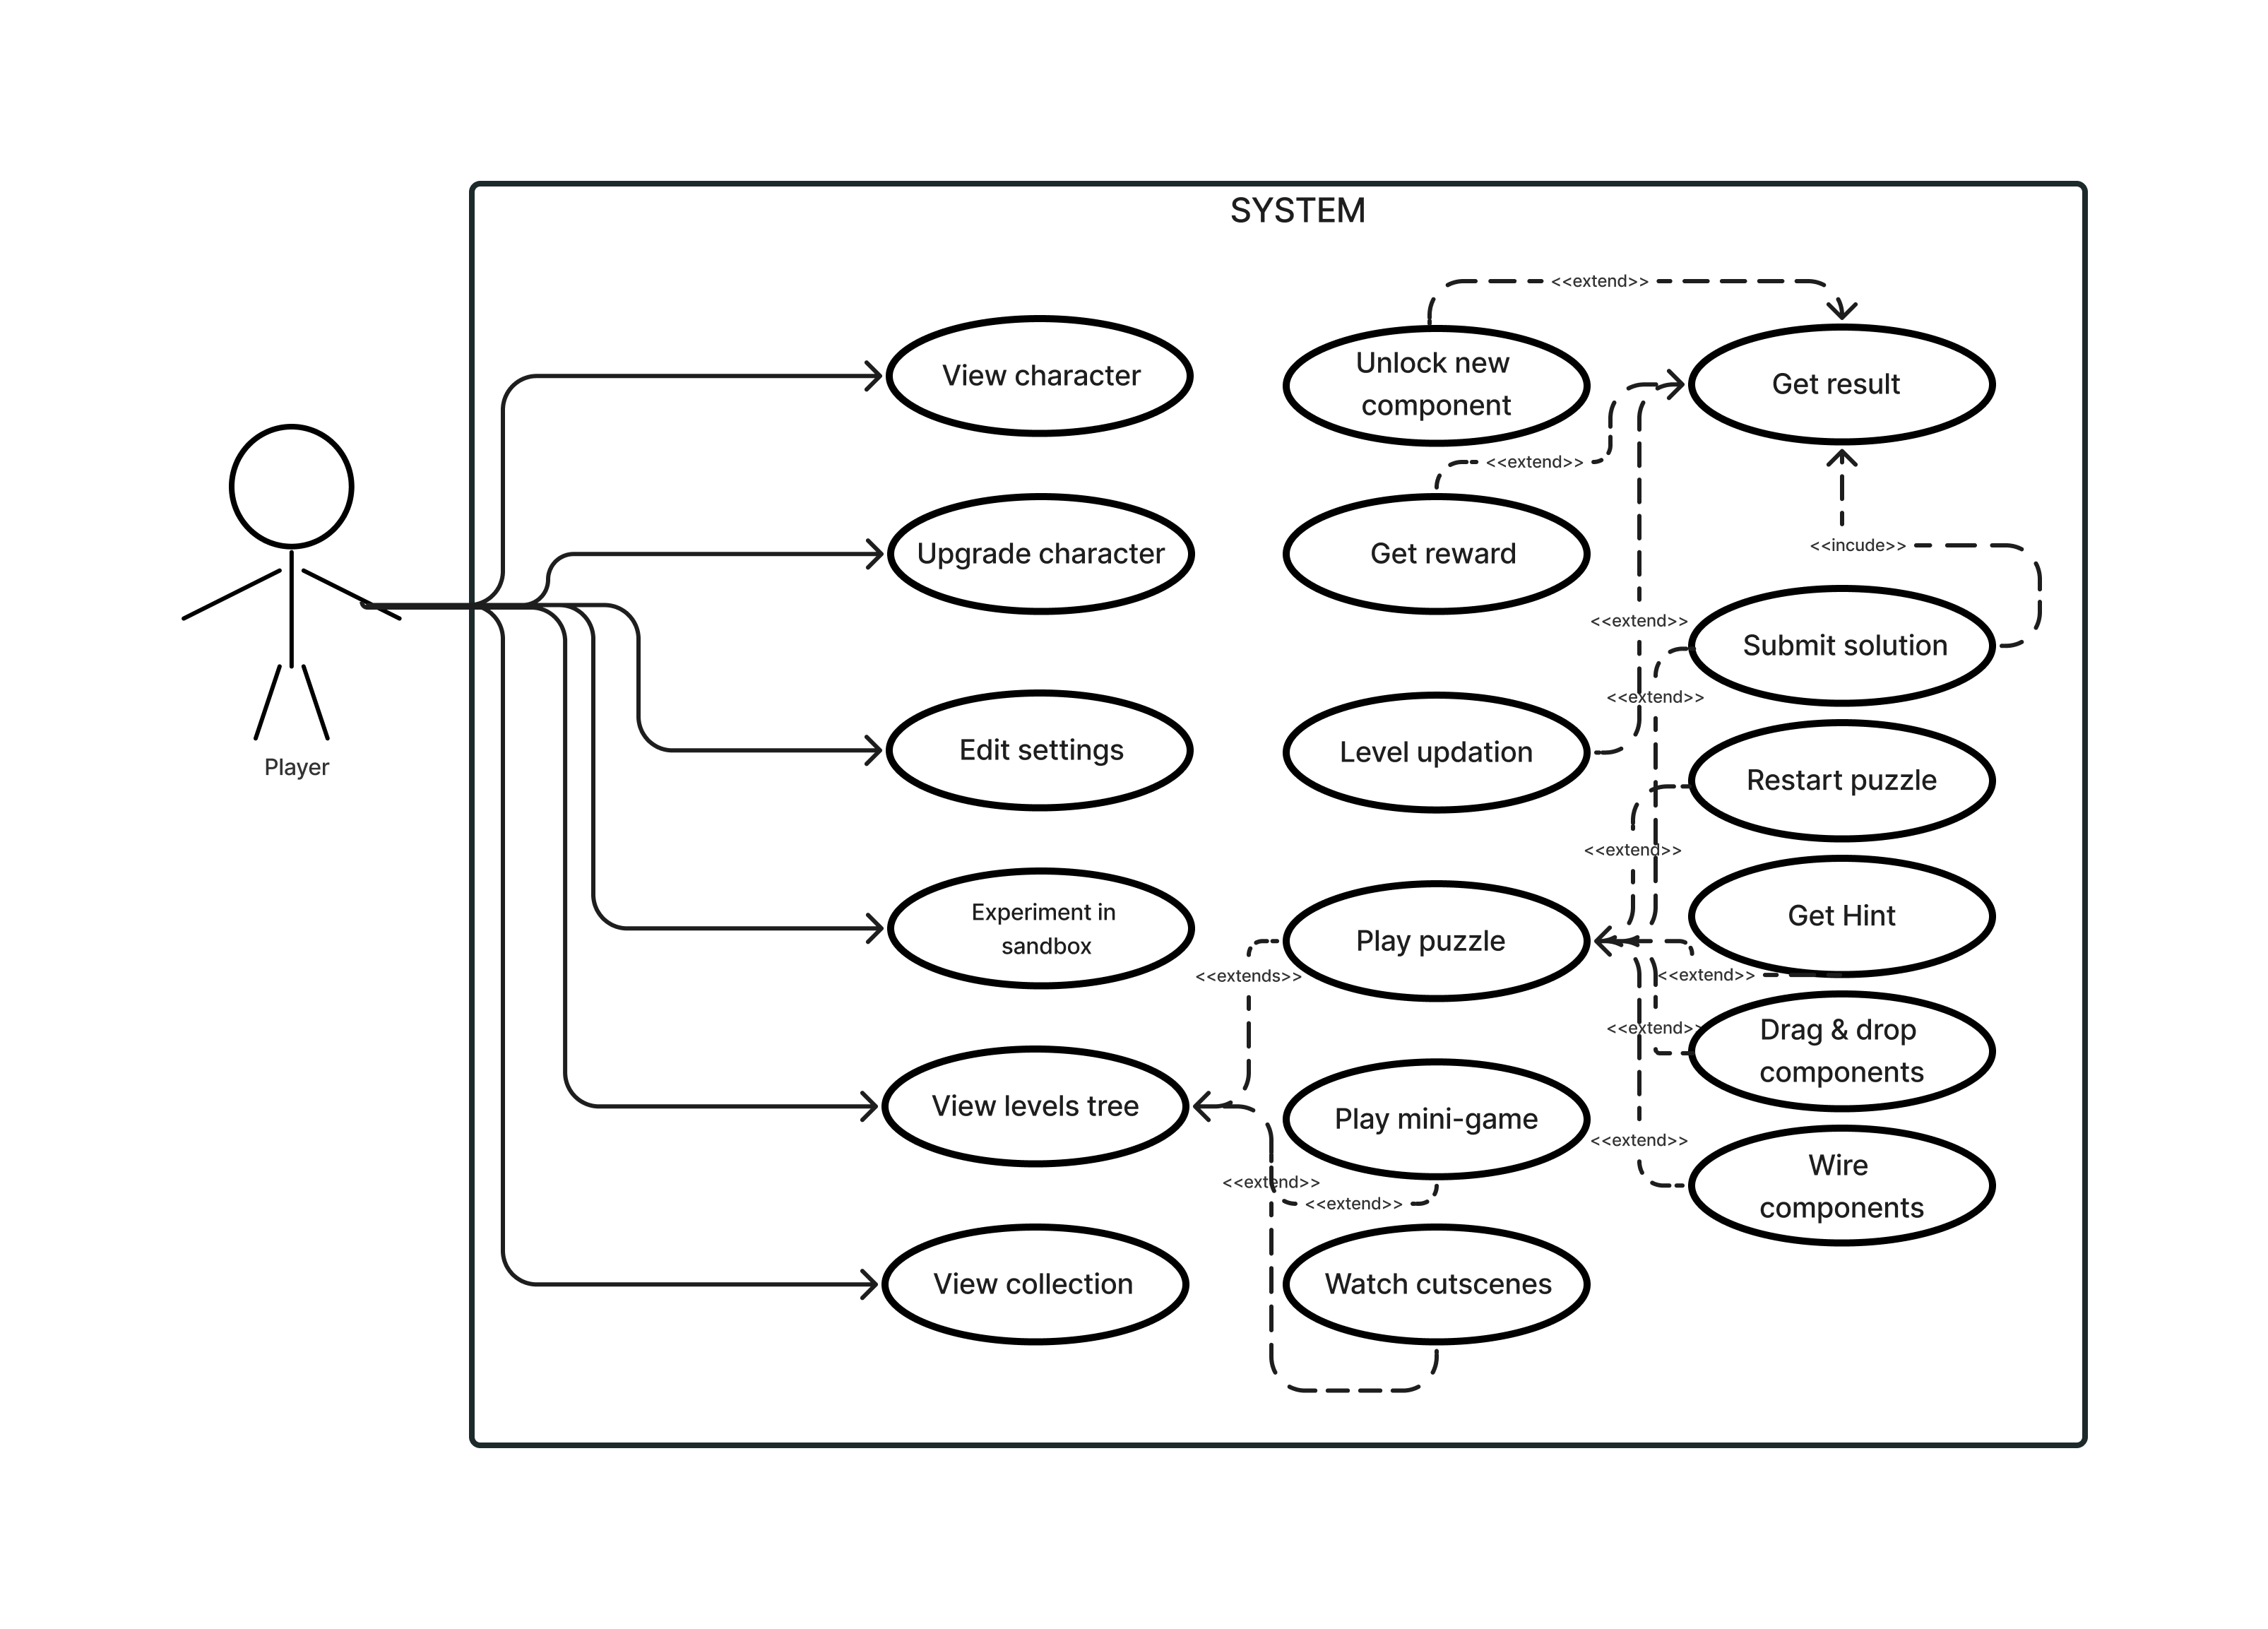 SYSTEM
<<extend>>
View character
Unlock new
component
Get result
<<extend>>
Upgrade character
Get reward
<<incude>>
<<extend>>
Submit solution
<<extend>>
Player
Edit settings
Level updation
Restart puzzle
<<extend>>
Experiment in
sandbox
Play puzzle
Get Hint
<<extends>>
<<extend>>
<<extend>>
Drag & drop
components
View levels tree
Play mini-game
<<extend>>
Wire
components
<<extend>>
<<extend>>
View collection
Watch cutscenes